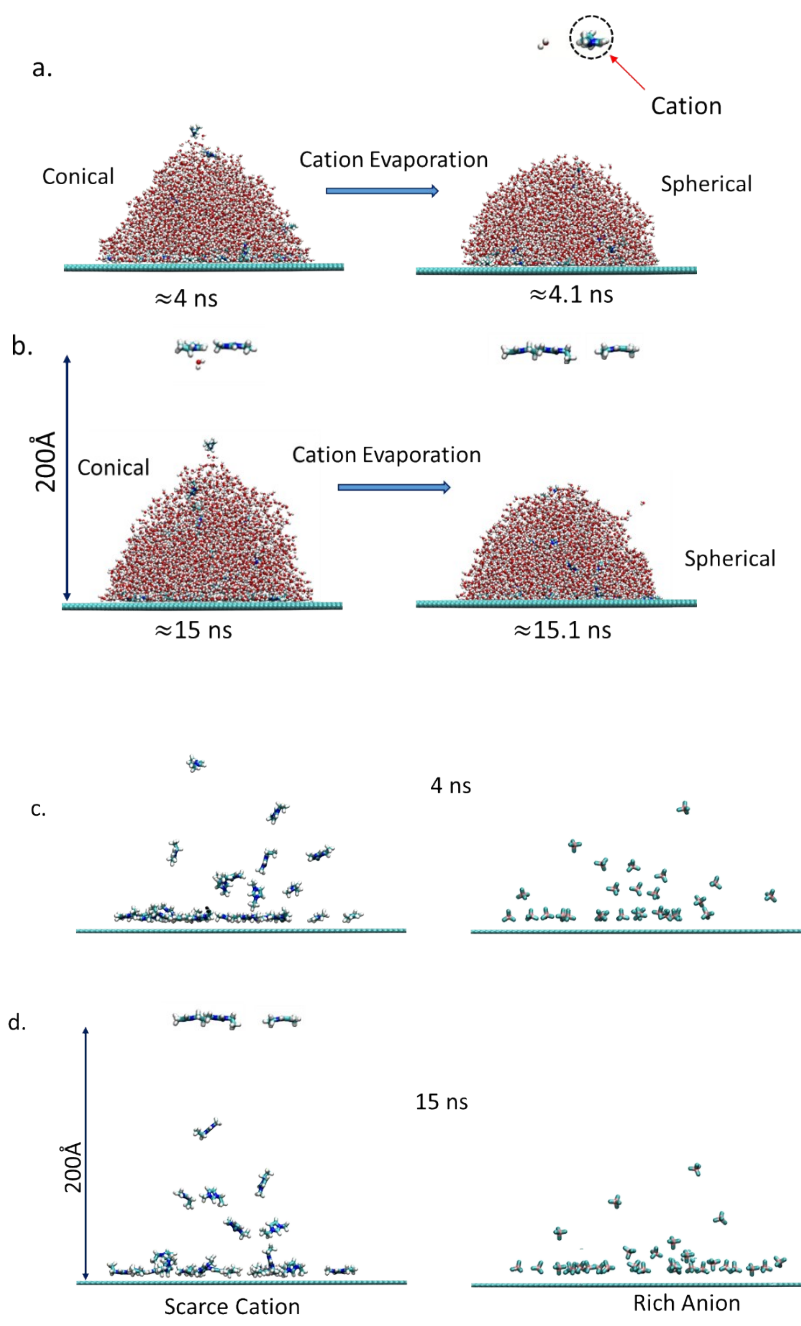 a.
Cation
Conical
Cation Evaporation
Spherical
≈4 ns
≈4.1 ns
b.
200Å
Conical
Cation Evaporation
Spherical
≈15 ns
≈15.1 ns
c.
4 ns
d.
200Å
15 ns
Scarce Cation
Rich Anion